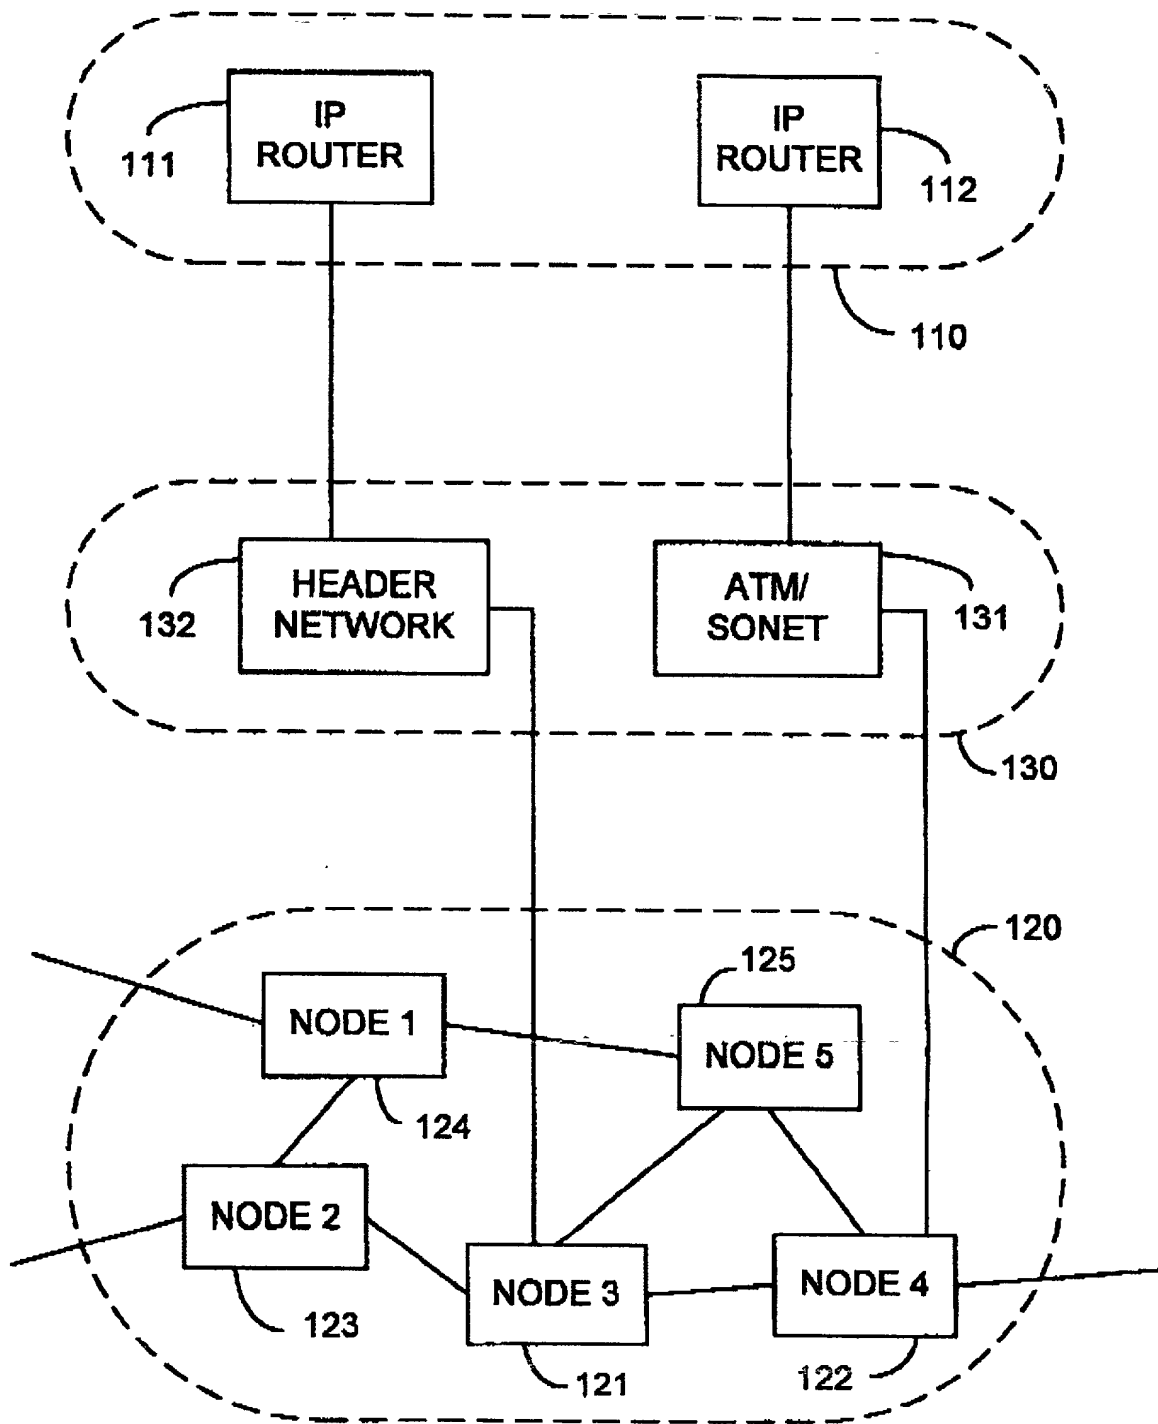 IP
ROUTER
111
IP
ROUTER
112
110
HEADER
NETWORK
132
ATM/
SONET
131
130
120
125
NODE 1
NODE 5
124
NODE 2
NODE 3
NODE 4
123
121
122